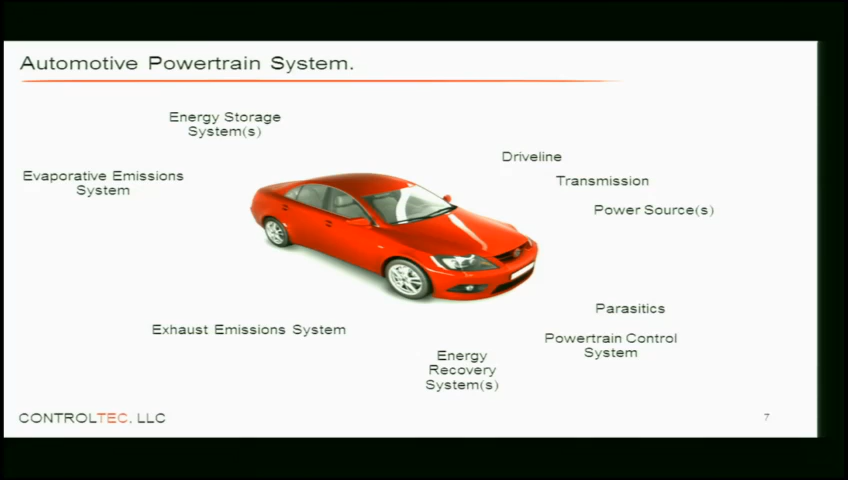 Automotive Powertrain System.
Energy Storage
System(s)
Driveline
Evaporative Emissions
System
Transmission
Power Source(s)
Parasitics
Exhaust Emissions System
Powertrain Control
System
Energy
Recovery
System(s)
CONTROLTEC, LLC
7